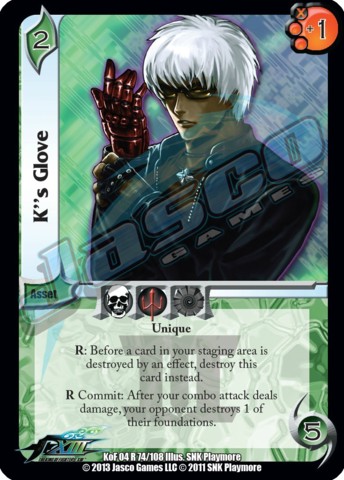 2
+1
K''s Glove
JASCO
GAMES
Asset
Unique
R: Before a card in your staging area is
destroyed by an effect, destroy this
card instead.
R Commit: After your combo attack deals
damage, your opponent destroys 1 of
their foundations.
5
XIII
KoF.04 R 74/108 Illus. SNK Playmore
© 2013 Jasco Games LLC © 2011 SNK Playmore